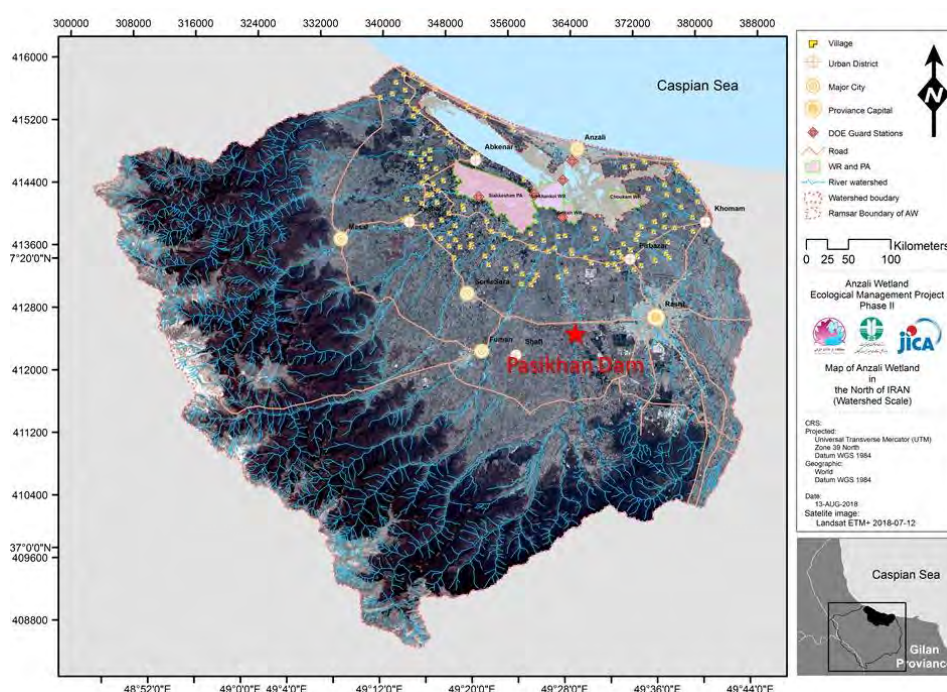 300000 308000 316000 324000 332000 340000 348000 356000 364000 372000 380000 388000
416000
415200
414400
413600
7°20'0"N
412800
412000
411200
410400
37°0'0"N
409600
408800
48°52'0"E 49°0'0"E 49°4'0"E 49°12'0"E 49°20'0"E 49°28'0"E 49°36'0"E 49°44'0"E
Caspian Sea
Anzali
Abkenar
Siahkeshim PA
Choukam WR
Khomam
Masal
Pirbazar
SomeSara
Rasht
Fuman
Shaft
Pasikhan Dam
Village
Urban District
Major City
Proviance Capital
DOE Guard Stations
Road
WR and PA
River watershed
Watershed bouday
Ramsar Boundary of AW
N
Kilometers
0 25 50 100
Anzali Wetland
Ecological Management Project
Phase II
JICA
Map of Anzali Wetland
in
the North of IRAN
(Watershed Scale)
CRS:
Projected:
Universal Transverse Mercator (UTM)
Zone 39 North
Datum WGS 1984
Geographic:
World
Datum WGS 1984
Date:
13-AUG-2018
Satelite image:
Landsat ETM+ 2018-07-12
Caspian Sea
Gilan
Proviance